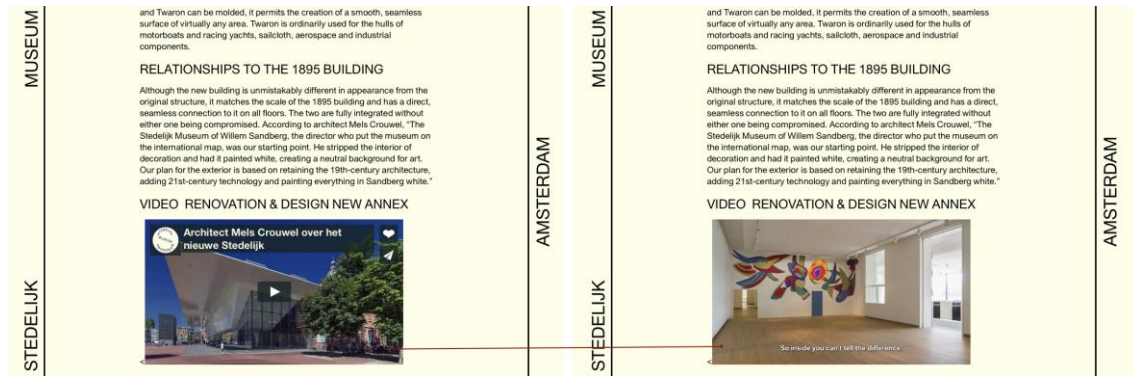 MUSEUM
STEDELIJK
and Twaron can be molded, it permits the creation of a smooth, seamless
surface of virtually any area. Twaron is ordinarily used for the hulls of
motorboats and racing yachts, sailcloth, aerospace and industrial
components.
RELATIONSHIPS TO THE 1895 BUILDING
Although the new building is unmistakably different in appearance from the
original structure, it matches the scale of the 1895 building and has a direct,
seamless connection to it on all floors. The two are fully integrated without
either one being compromised. According to architect Mels Crouwel, “The
Stedelijk Museum of Willem Sandberg, the director who put the museum on
the international map, was our starting point. He stripped the interior of
decoration and had it painted white, creating a neutral background for art.
Our plan for the exterior is based on retaining the 19th-century architecture,
adding 21st-century technology and painting everything in Sandberg white.”
VIDEO RENOVATION & DESIGN NEW ANNEX
Architect Mels Crouwel over het
nieuwe Stedelijk
<
AMSTERDAM
MUSEUM
STEDELIJK
and Twaron can be molded, it permits the creation of a smooth, seamless
surface of virtually any area. Twaron is ordinarily used for the hulls of
motorboats and racing yachts, sailcloth, aerospace and industrial
components.
RELATIONSHIPS TO THE 1895 BUILDING
Although the new building is unmistakably different in appearance from the
original structure, it matches the scale of the 1895 building and has a direct,
seamless connection to it on all floors. The two are fully integrated without
either one being compromised. According to architect Mels Crouwel, “The
Stedelijk Museum of Willem Sandberg, the director who put the museum on
the international map, was our starting point. He stripped the interior of
decoration and had it painted white, creating a neutral background for art.
Our plan for the exterior is based on retaining the 19th-century architecture,
adding 21st-century technology and painting everything in Sandberg white.”
VIDEO RENOVATION & DESIGN NEW ANNEX
So inside you can't tell the difference
<
AMSTERDAM